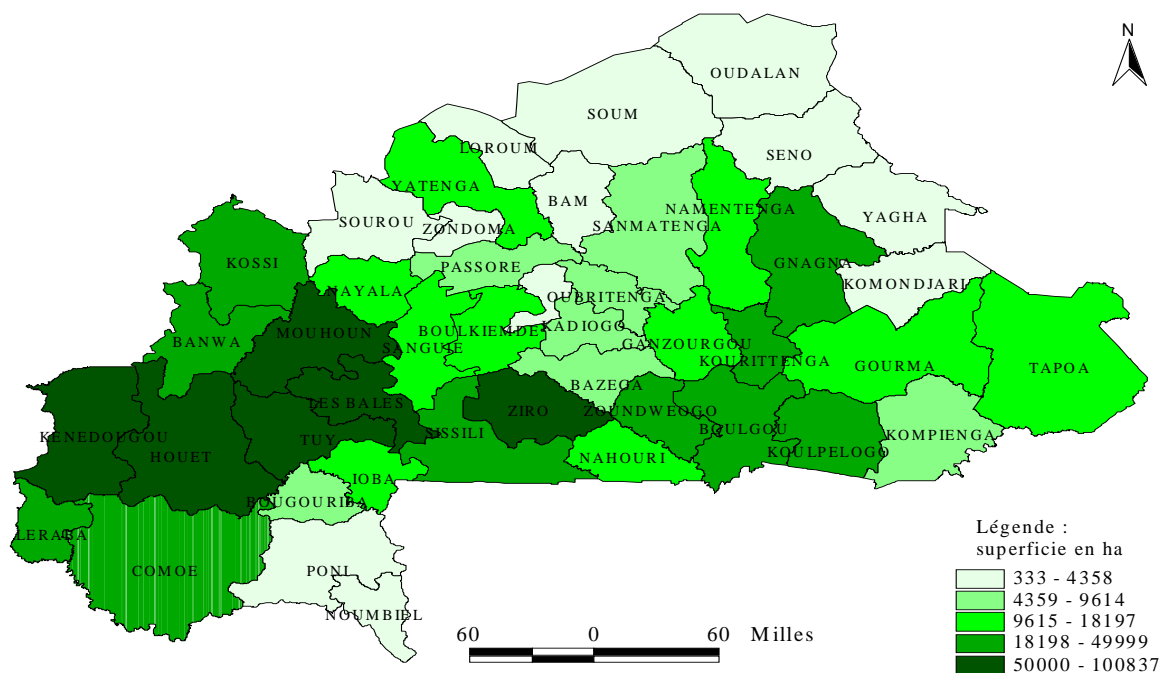 N
OUDALAN
SOUM
LOROUM
SENO
YATENGA
BAM
NAMENTENGA
YAGHA
SOUROU
ZONDOMA
SANMATENGA
KOSSI
PASSORE
GNAGNA
KOMONDJARI
NAYALA
OUBRITENGA
MOUHOUN
BOULKIEMDE
KADIOGO
BANWA
SANGUIE
GANZOURGOU
KOURITTENGA
GOURMA
TAPOA
BAZEGA
LES BALES
ZIRO
ZOUNDWEOGO
KENEDOUGOU
TUY
SISSILI
BOULGOU
KOMPIENGA
HOUET
KOULPELOGO
NAHOURI
IOBA
BOUGOURIBA
LERABA
COMOE
PONI
NOUMBIEL
60 0 60 Milles
Légende :
superficie en ha
333 - 4358
4359 - 9614
9615 - 18197
18198 - 49999
50000 - 100837